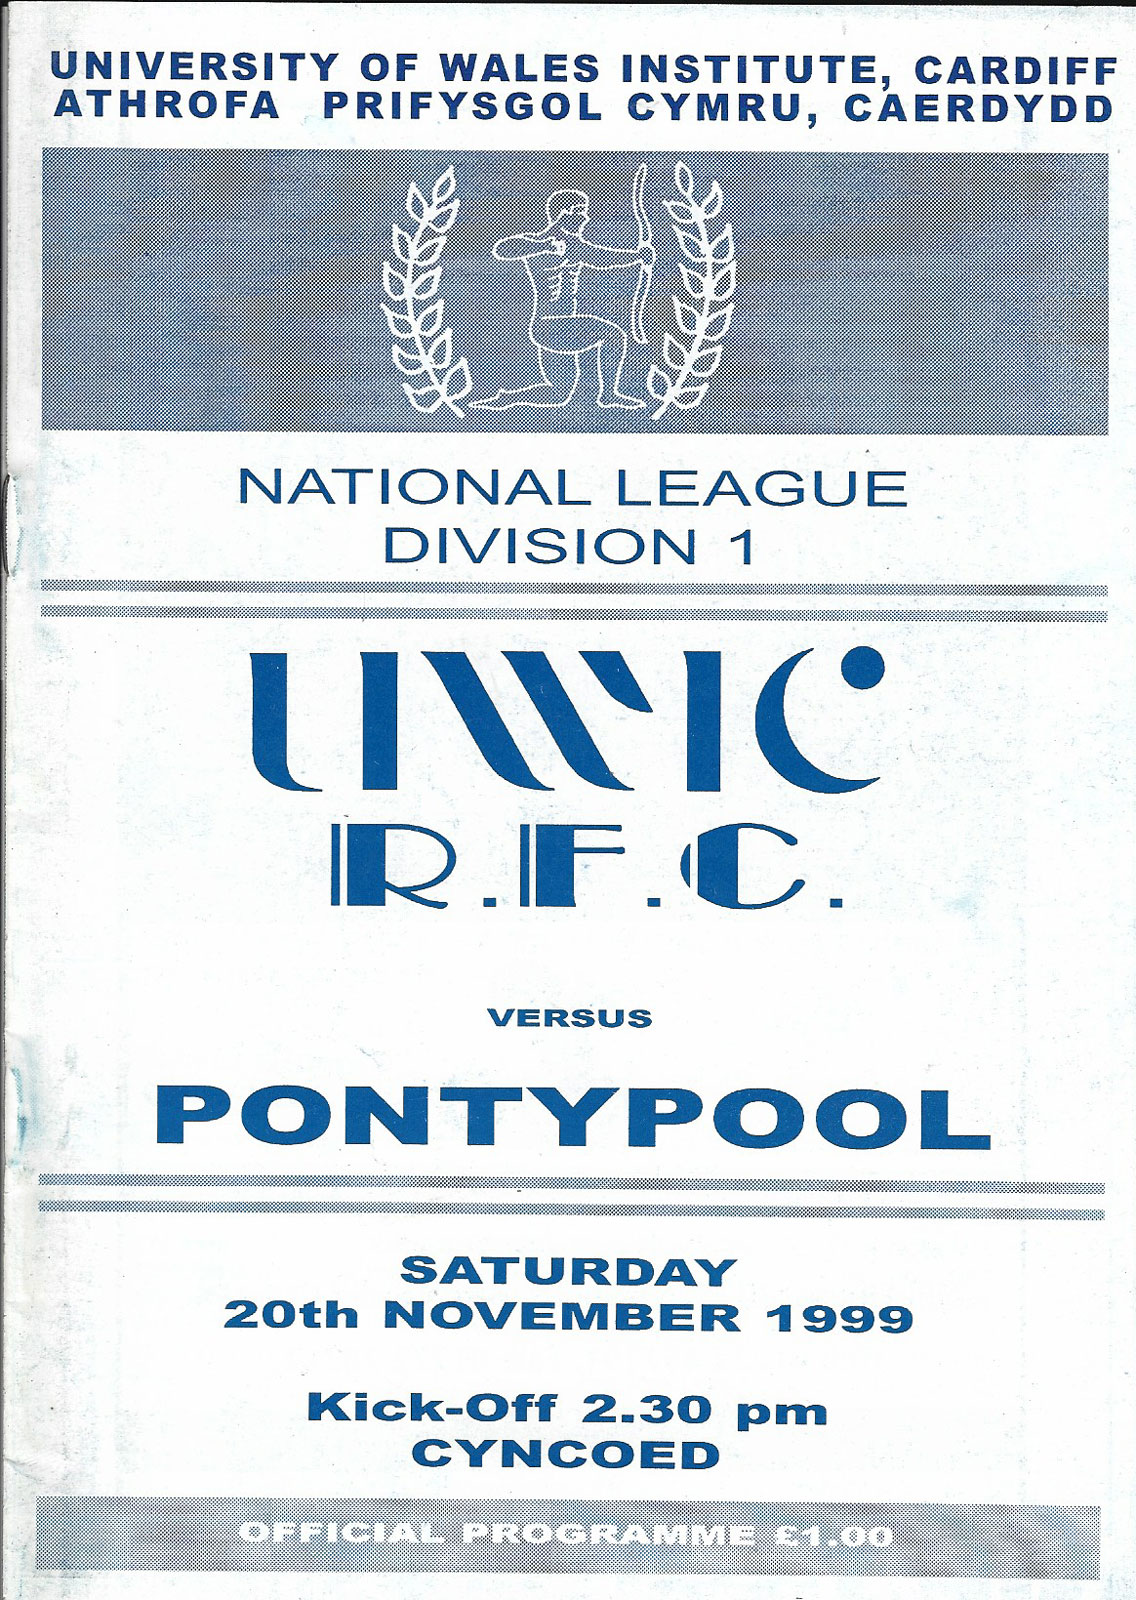 UNIVERSITY OF WALES INSTITUTE, CARDIFF
ATHROFA PRIFYSGOL CYMRU, CAERDYDD
NATIONAL LEAGUE
DIVISION 1
UWIC
R.F.C.
VERSUS
PONTYPOOL
SATURDAY
20th NOVEMBER 1999
Kick-Off 2.30 pm
CYNCOED
OFFICIAL PROGRAMME £1.00